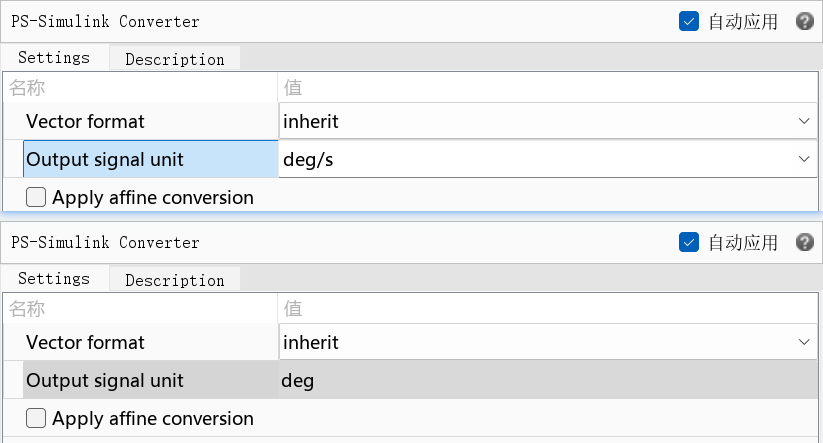 PS-Simulink Converter 自动应用 ?
Settings Description
名称 值
Vector format inherit
Output signal unit deg/s
Apply affine conversion
PS-Simulink Converter 自动应用 ?
Settings Description
名称 值
Vector format inherit
Output signal unit deg
Apply affine conversion